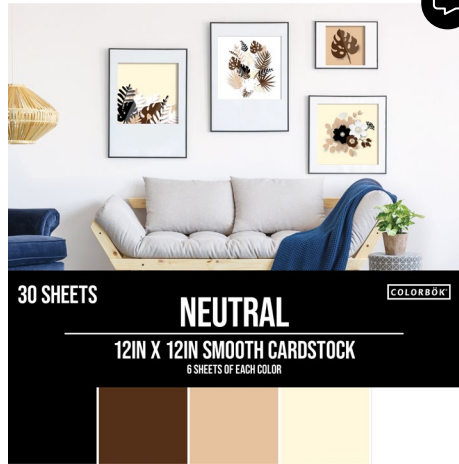 30 SHEETS
COLORBÖK
NEUTRAL
12IN X 12IN SMOOTH CARDSTOCK
6 SHEETS OF EACH COLOR